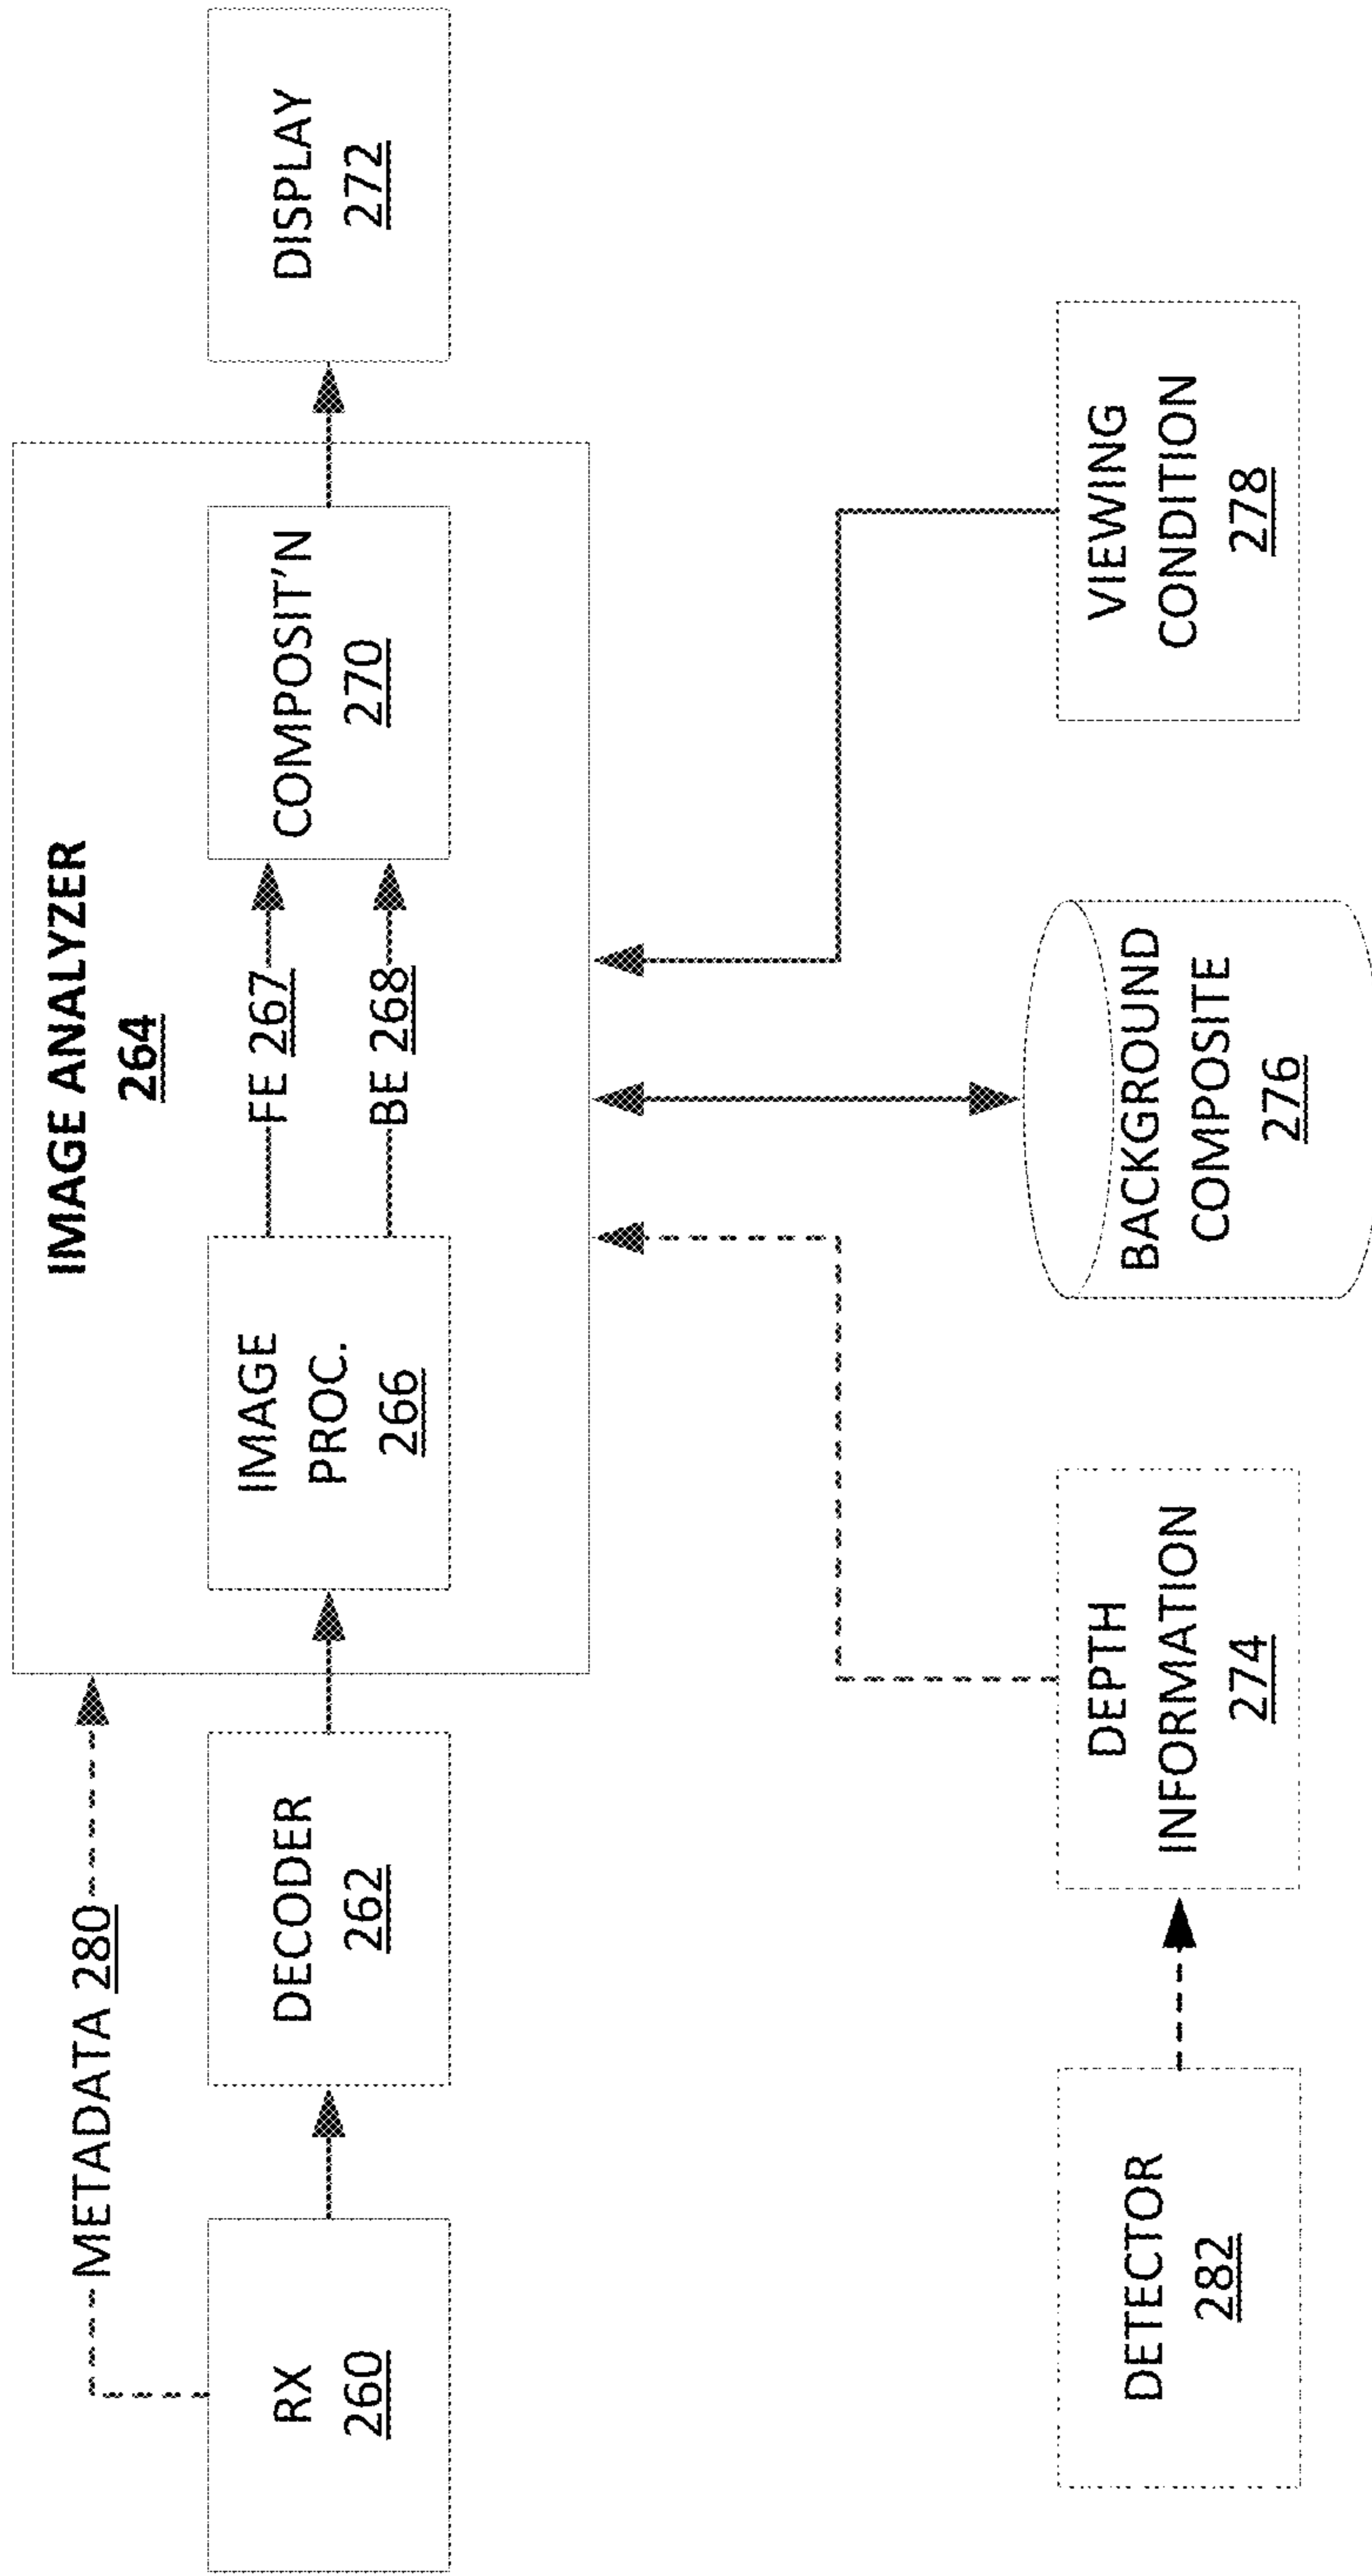 IMAGE ANALYZER
264
METADATA 280
RX
260
DECODER
262
IMAGE
PROC.
266
FE 267
BE 268
COMPOSIT'N
270
DISPLAY
272
DETECTOR
282
DEPTH
INFORMATION
274
BACKGROUND
COMPOSITE
276
VIEWING
CONDITION
278